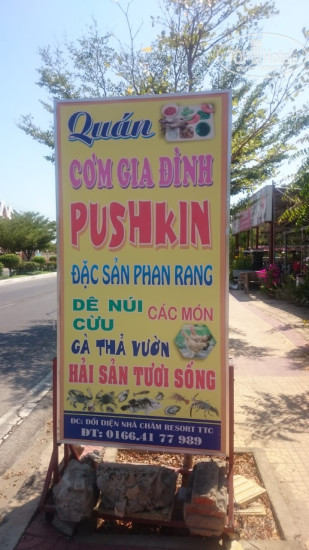 Quán
CƠM GIA ĐÌNH
PUSHKIN
ĐẶC SẢN PHAN RANG
DÊ NÚI CÁC MÓN
CỪU
GÀ THẢ VƯỜN
HẢI SẢN TƯƠI SỐNG
ĐC: ĐỐI DIỆN NHÀ CHĂM RESORT TTC
ĐT: 0166.41 77 989